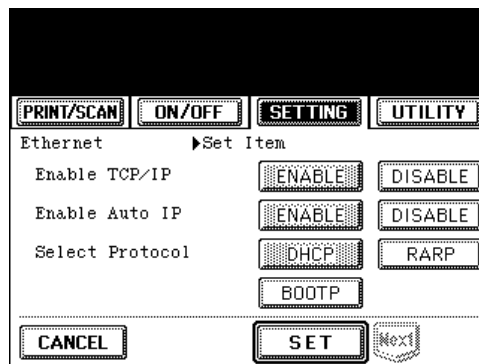 PRINT/SCAN ON/OFF SETTING UTILITY
Ethernet ▶Set Item
Enable TCP/IP ENABLE DISABLE
Enable Auto IP ENABLE DISABLE
Select Protocol DHCP RARP
BOOTP
CANCEL SET Next